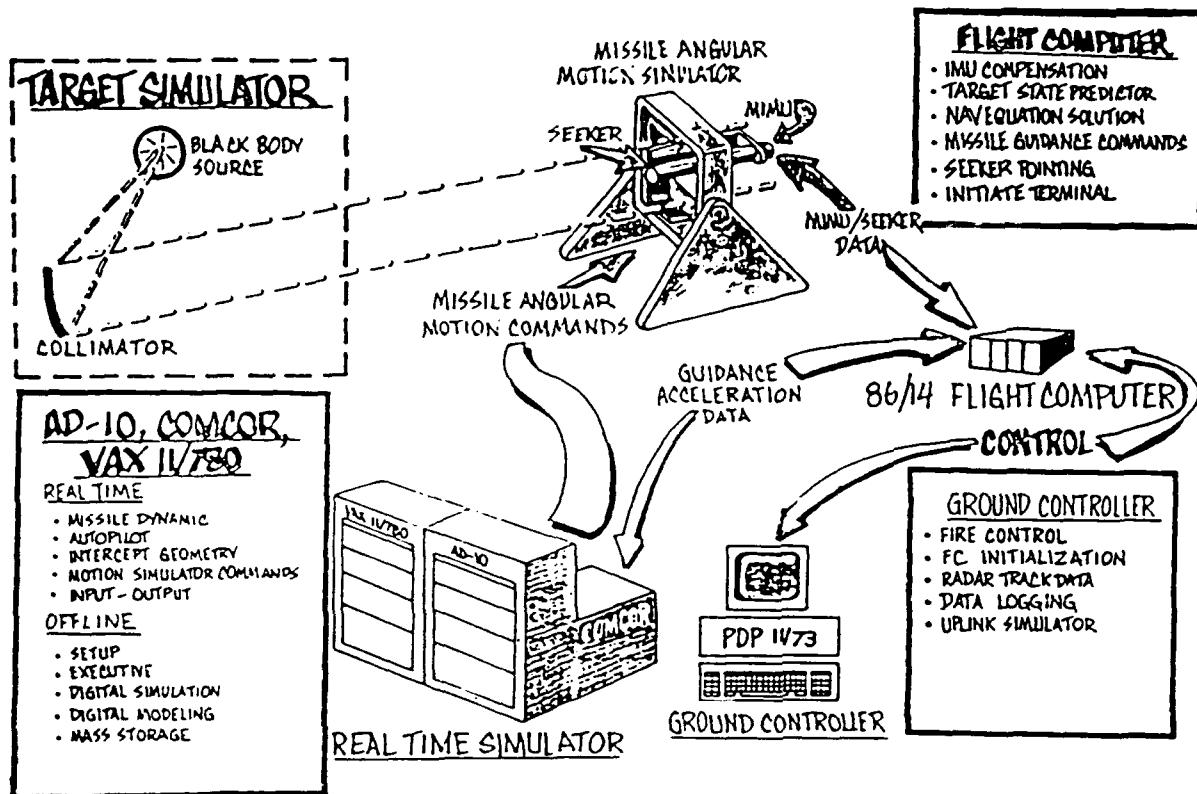 TARGET SIMULATOR
BLACK BODY
SOURCE
COLLIMATOR
MISSILE ANGULAR
MOTION SIMULATOR
MIMU
SEEKER
MIMU/SEEKER
DATA
MISSILE ANGULAR
MOTION COMMANDS
FLIGHT COMPUTER
• IMU COMPENSATION
• TARGET STATE PREDICTOR
• NAV EQUATION SOLUTION
• MISSILE GUIDANCE COMMANDS
• SEEKER POINTING
• INITIATE TERMINAL
GUIDANCE
ACCELERATION
DATA
86/14 FLIGHT COMPUTER
CONTROL
AD-10, COMCOR,
VAX 11/780
REAL TIME
• MISSILE DYNAMIC
• AUTOPILOT
• INTERCEPT GEOMETRY
• MOTION SIMULATOR COMMANDS
• INPUT-OUTPUT
OFFLINE
• SETUP
• EXECUTIVE
• DIGITAL SIMULATION
• DIGITAL MODELING
• MASS STORAGE
VAX 11/780
AD-10
COMCOR
REAL TIME SIMULATOR
PDP 11/73
GROUND CONTROLLER
GROUND CONTROLLER
• FIRE CONTROL
• FC INITIALIZATION
• RADAR TRACK DATA
• DATA LOGGING
• UPLINK SIMULATOR